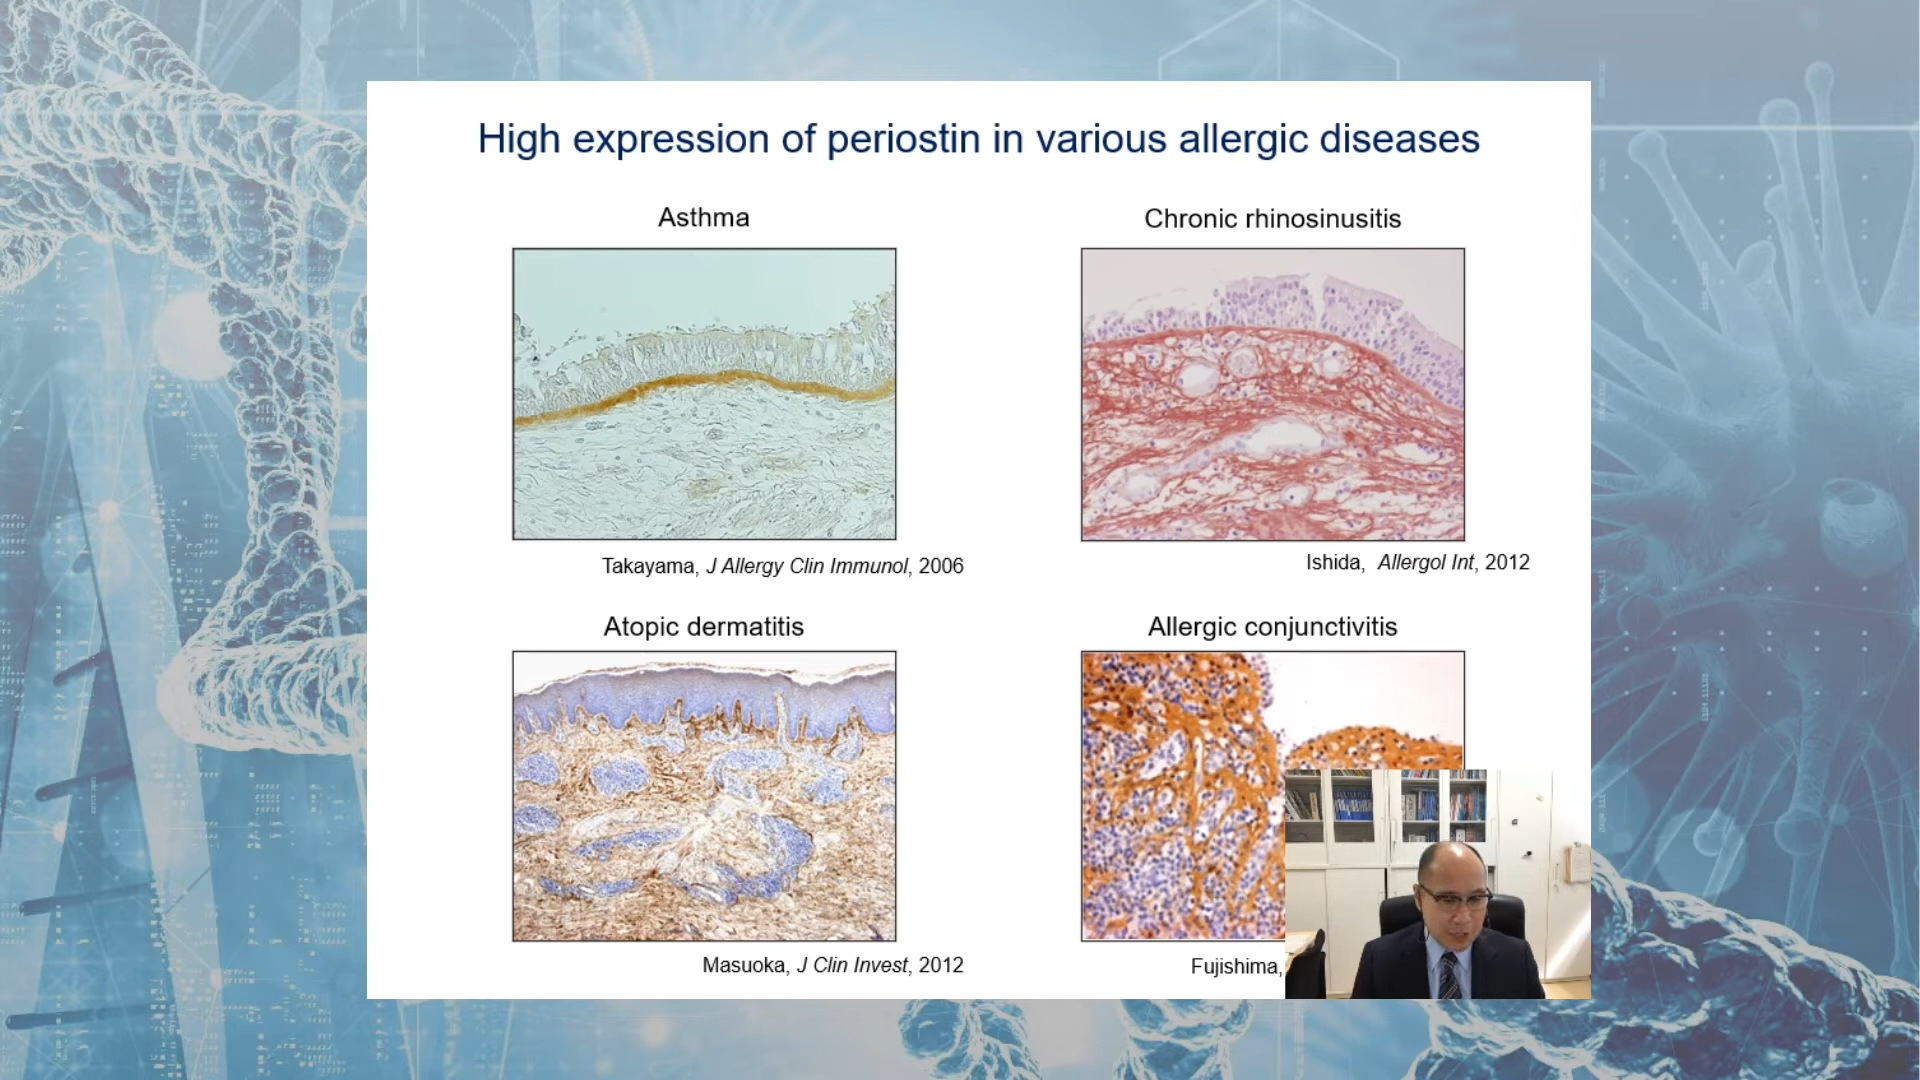 High expression of periostin in various allergic diseases
Asthma
Chronic rhinosinusitis
Takayama, J Allergy Clin Immunol, 2006
Ishida, Allergol Int, 2012
Atopic dermatitis
Allergic conjunctivitis
Masuoka, J Clin Invest, 2012
Fujishima,